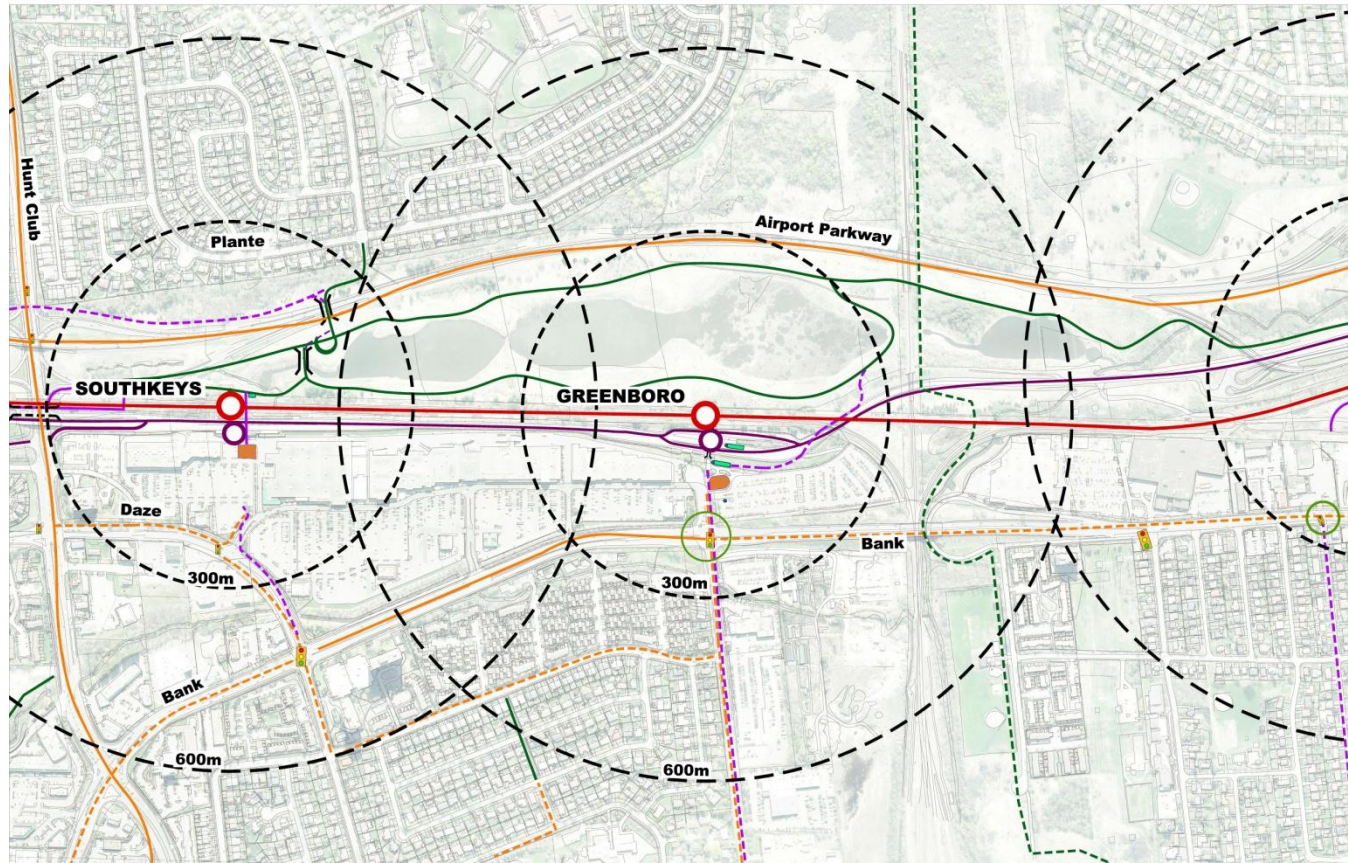 Hunt Club
Plante
Airport Parkway
SOUTHKEYS
GREENBORO
Daze
Bank
300m
300m
Bank
600m
600m